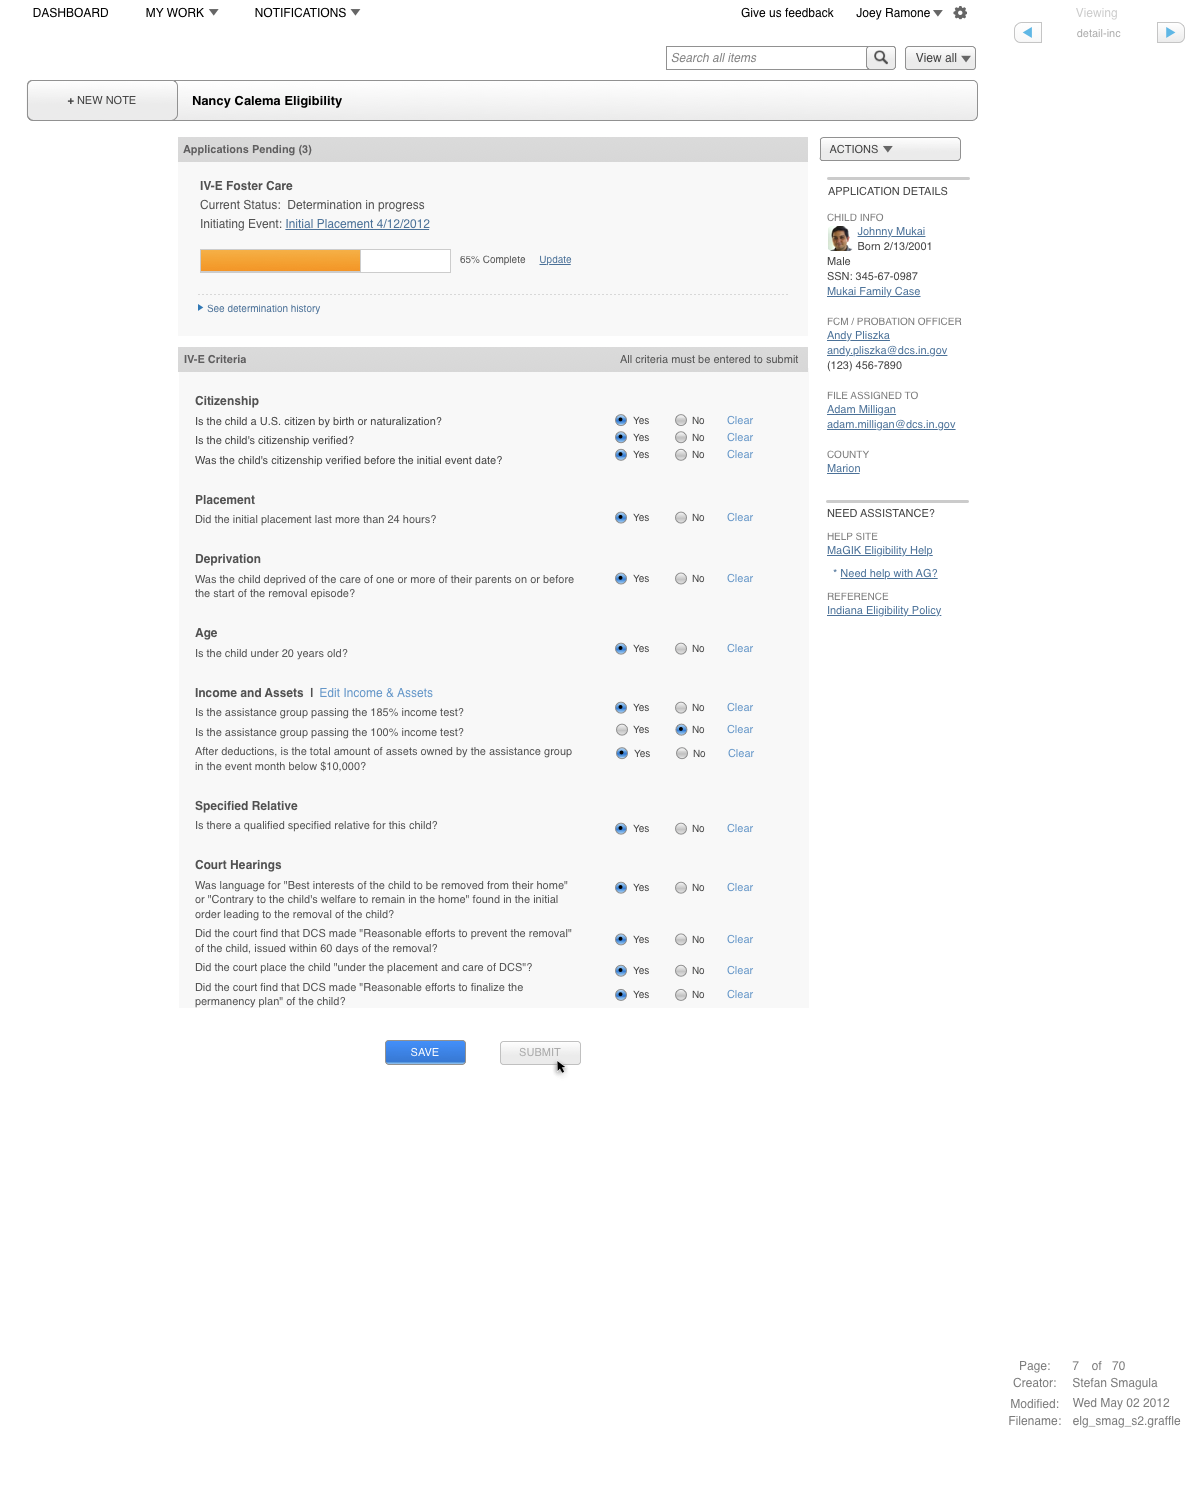 DASHBOARD MY WORK NOTIFICATIONS Give us feedback Joey Ramone Viewing
detail-inc
Search all items View all
+ NEW NOTE Nancy Calema Eligibility
Applications Pending (3)
IV-E Foster Care
Current Status: Determination in progress
Initiating Event: Initial Placement 4/12/2012
65% Complete Update
See determination history
IV-E Criteria All criteria must be entered to submit
Citizenship
Is the child a U.S. citizen by birth or naturalization? Yes No Clear
Is the child's citizenship verified? Yes No Clear
Was the child's citizenship verified before the initial event date? Yes No Clear
Placement
Did the initial placement last more than 24 hours? Yes No Clear
Deprivation
Was the child deprived of the care of one or more of their parents on or before Yes No Clear
the start of the removal episode?
Age
Is the child under 20 years old? Yes No Clear
Income and Assets | Edit Income & Assets
Is the assistance group passing the 185% income test? Yes No Clear
Is the assistance group passing the 100% income test? Yes No Clear
After deductions, is the total amount of assets owned by the assistance group Yes No Clear
in the event month below $10,000?
Specified Relative
Is there a qualified specified relative for this child? Yes No Clear
Court Hearings
Was language for "Best interests of the child to be removed from their home" Yes No Clear
or "Contrary to the child's welfare to remain in the home" found in the initial
order leading to the removal of the child?
Did the court find that DCS made "Reasonable efforts to prevent the removal" Yes No Clear
of the child, issued within 60 days of the removal?
Did the court place the child "under the placement and care of DCS"? Yes No Clear
Did the court find that DCS made "Reasonable efforts to finalize the Yes No Clear
permanency plan" of the child?
SAVE SUBMIT
ACTIONS
APPLICATION DETAILS
CHILD INFO
Johnny Mukai
Born 2/13/2001
Male
SSN: 345-67-0987
Mukai Family Case
FCM / PROBATION OFFICER
Andy Pliszka
andy.pliszka@dcs.in.gov
(123) 456-7890
FILE ASSIGNED TO
Adam Milligan
adam.milligan@dcs.in.gov
COUNTY
Marion
NEED ASSISTANCE?
HELP SITE
MaGIK Eligibility Help
* Need help with AG?
REFERENCE
Indiana Eligibility Policy
Page: 7 of 70
Creator: Stefan Smagula
Modified: Wed May 02 2012
Filename: elg_smag_s2.graffle